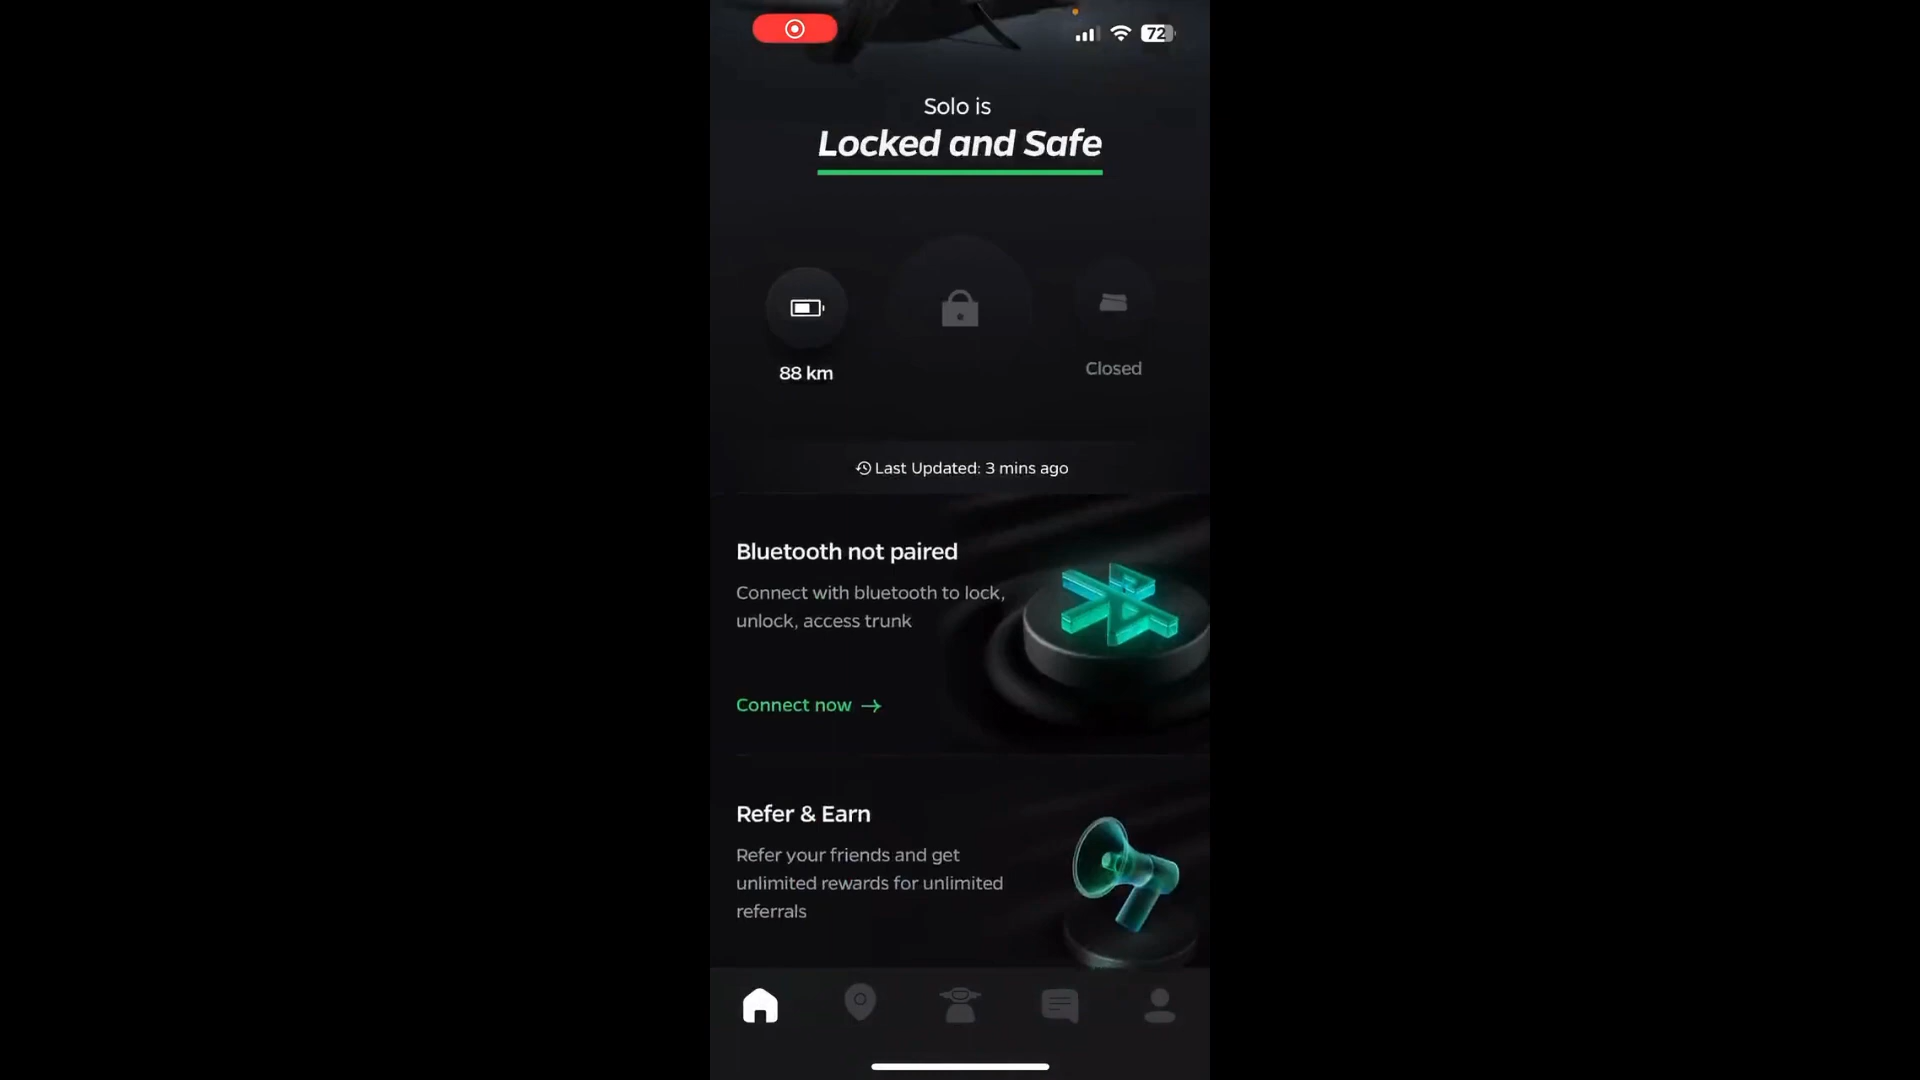 72
Solo is
Locked and Safe
88 km
Closed
Last Updated: 3 mins ago
Bluetooth not paired
Connect with bluetooth to lock,
unlock, access trunk
Connect now →
Refer & Earn
Refer your friends and get
unlimited rewards for unlimited
referrals